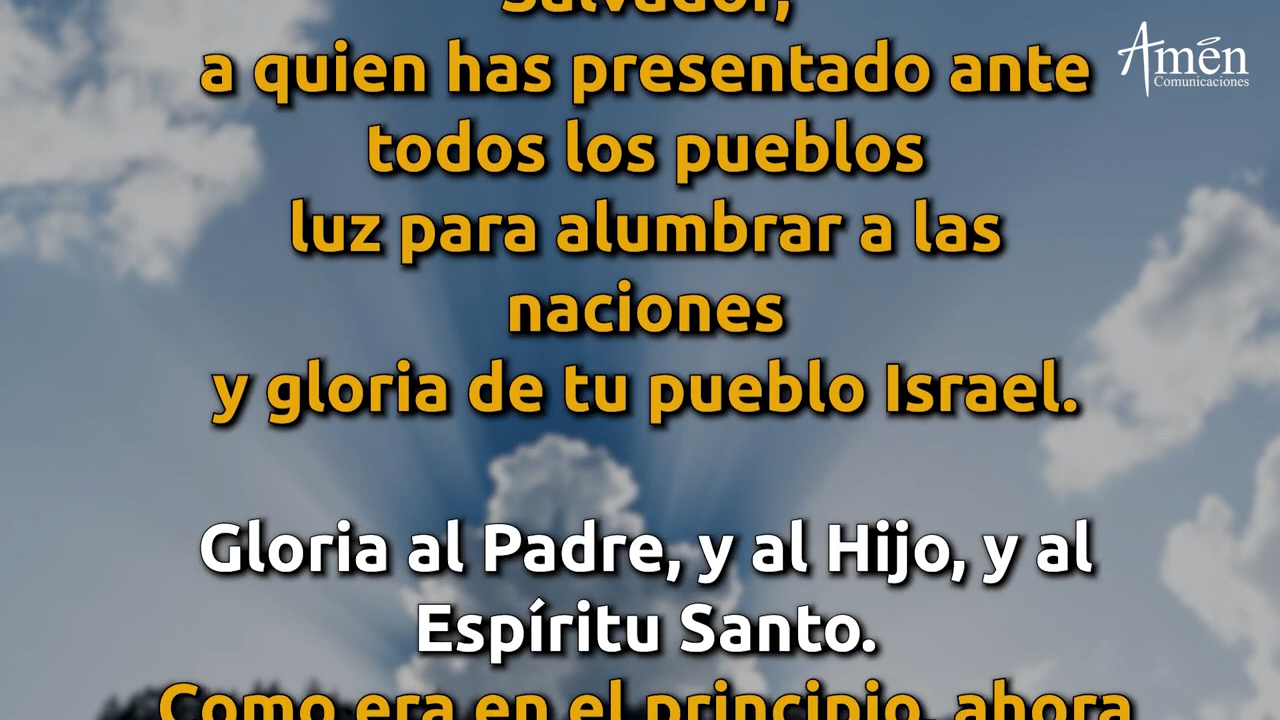 Salvador,
a quien has presentado ante
todos los pueblos
luz para alumbrar a las
naciones
y gloria de tu pueblo Israel.
Gloria al Padre, y al Hijo, y al
Espíritu Santo.
Como era en el principio, ahora
Amén
Comunicaciones